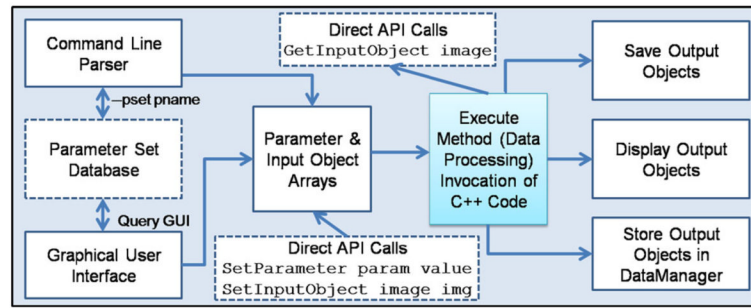 Command Line
Parser
–pset pname
Parameter Set
Database
Query GUI
Graphical User
Interface
Direct API Calls
GetInputObject image
Parameter &
Input Object
Arrays
Direct API Calls
SetParameter param value
SetInputObject image img
Execute
Method (Data
Processing)
Invocation of
C++ Code
Save Output
Objects
Display Output
Objects
Store Output
Objects in
DataManager